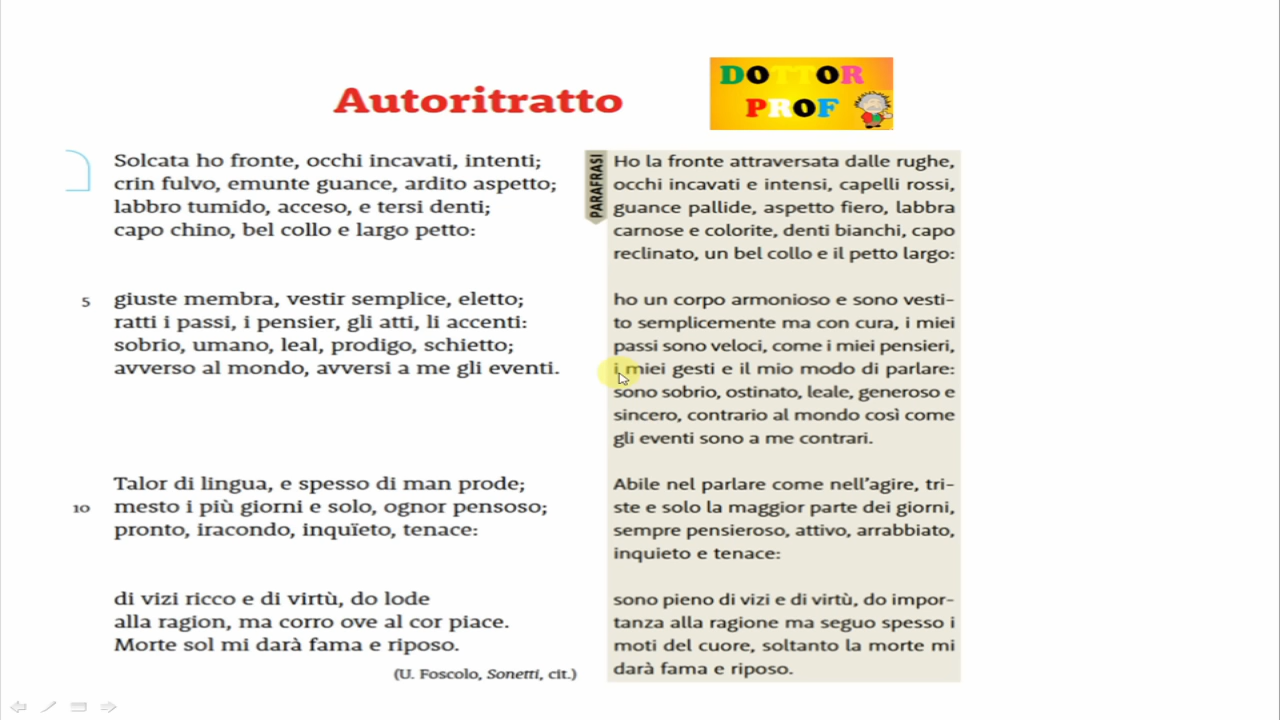 Autoritratto
DOTTOR
PROF
Solcata ho fronte, occhi incavati, intenti;
crin fulvo, emunte guance, ardito aspetto;
labbro tumido, acceso, e tersi denti;
capo chino, bel collo e largo petto:
5 giuste membra, vestir semplice, eletto;
ratti i passi, i pensier, gli atti, li accenti:
sobrio, umano, leal, prodigo, schietto;
avverso al mondo, avversi a me gli eventi.
Talor di lingua, e spesso di man prode;
10 mesto i più giorni e solo, ognor pensoso;
pronto, iracondo, inquïeto, tenace:
di vizi ricco e di virtù, do lode
alla ragion, ma corro ove al cor piace.
Morte sol mi darà fama e riposo.
(U. Foscolo, Sonetti, cit.)
PARAFRASI
Ho la fronte attraversata dalle rughe,
occhi incavati e intensi, capelli rossi,
guance pallide, aspetto fiero, labbra
carnose e colorite, denti bianchi, capo
reclinato, un bel collo e il petto largo:
ho un corpo armonioso e sono vesti-
to semplicemente ma con cura, i miei
passi sono veloci, come i miei pensieri,
i miei gesti e il mio modo di parlare:
sono sobrio, ostinato, leale, generoso e
sincero, contrario al mondo così come
gli eventi sono a me contrari.
Abile nel parlare come nell'agire, tri-
ste e solo la maggior parte dei giorni,
sempre pensieroso, attivo, arrabbiato,
inquieto e tenace:
sono pieno di vizi e di virtù, do impor-
tanza alla ragione ma seguo spesso i
moti del cuore, soltanto la morte mi
darà fama e riposo.